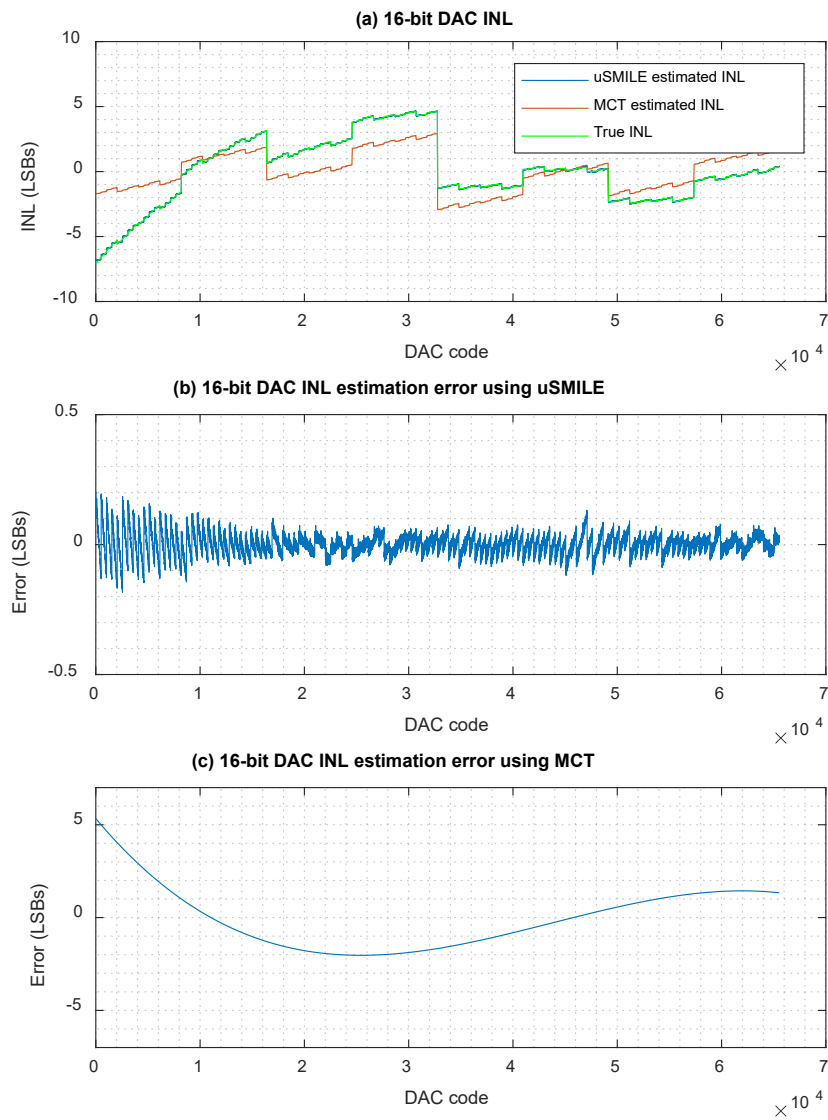 (a) 16-bit DAC INL
10
5
0
-5
-10
INL (LSBs)
uSMILE estimated INL
MCT estimated INL
True INL
0 1 2 3 4 5 6 7
DAC code
× 10 4
(b) 16-bit DAC INL estimation error using uSMILE
0.5
0
-0.5
Error (LSBs)
0 1 2 3 4 5 6 7
DAC code
× 10 4
(c) 16-bit DAC INL estimation error using MCT
5
0
-5
Error (LSBs)
0 1 2 3 4 5 6 7
DAC code
× 10 4